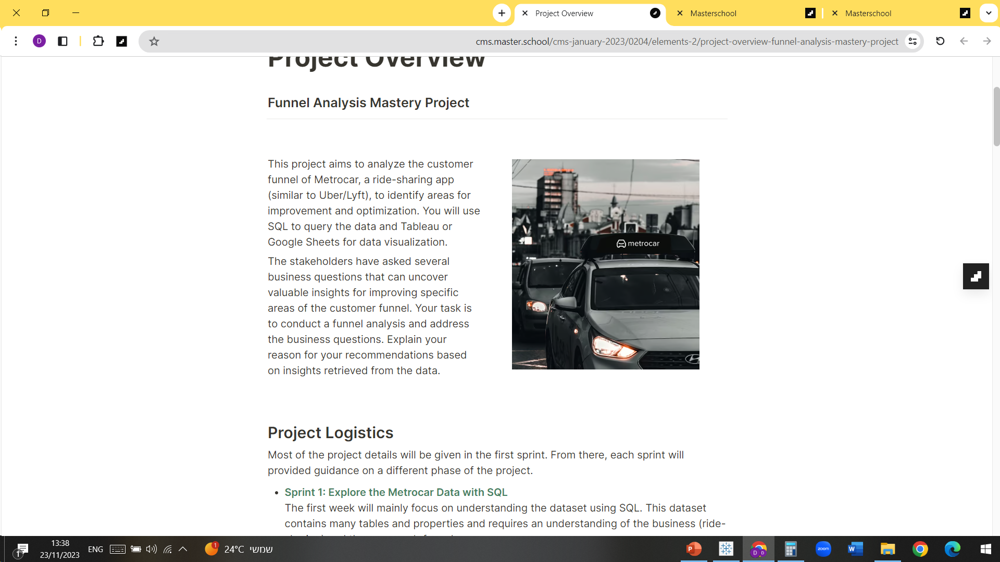 Project Overview
Masterschool
Masterschool
D
cms.master.school/cms-january-2023/0204/elements-2/project-overview-funnel-analysis-mastery-project
Project Overview
Funnel Analysis Mastery Project
This project aims to analyze the customer
funnel of Metrocar, a ride-sharing app
(similar to Uber/Lyft), to identify areas for
improvement and optimization. You will use
SQL to query the data and Tableau or
Google Sheets for data visualization.
The stakeholders have asked several
business questions that can uncover
valuable insights for improving specific
areas of the customer funnel. Your task is
to conduct a funnel analysis and address
the business questions. Explain your
reason for your recommendations based
on insights retrieved from the data.
metrocar
Project Logistics
Most of the project details will be given in the first sprint. From there, each sprint will
provided guidance on a different phase of the project.
• Sprint 1: Explore the Metrocar Data with SQL
The first week will mainly focus on understanding the dataset using SQL. This dataset
contains many tables and properties and requires an understanding of the business (ride-
1
13:38
23/11/2023
ENG
1
24°C שמשי
P
D D
zoom
W